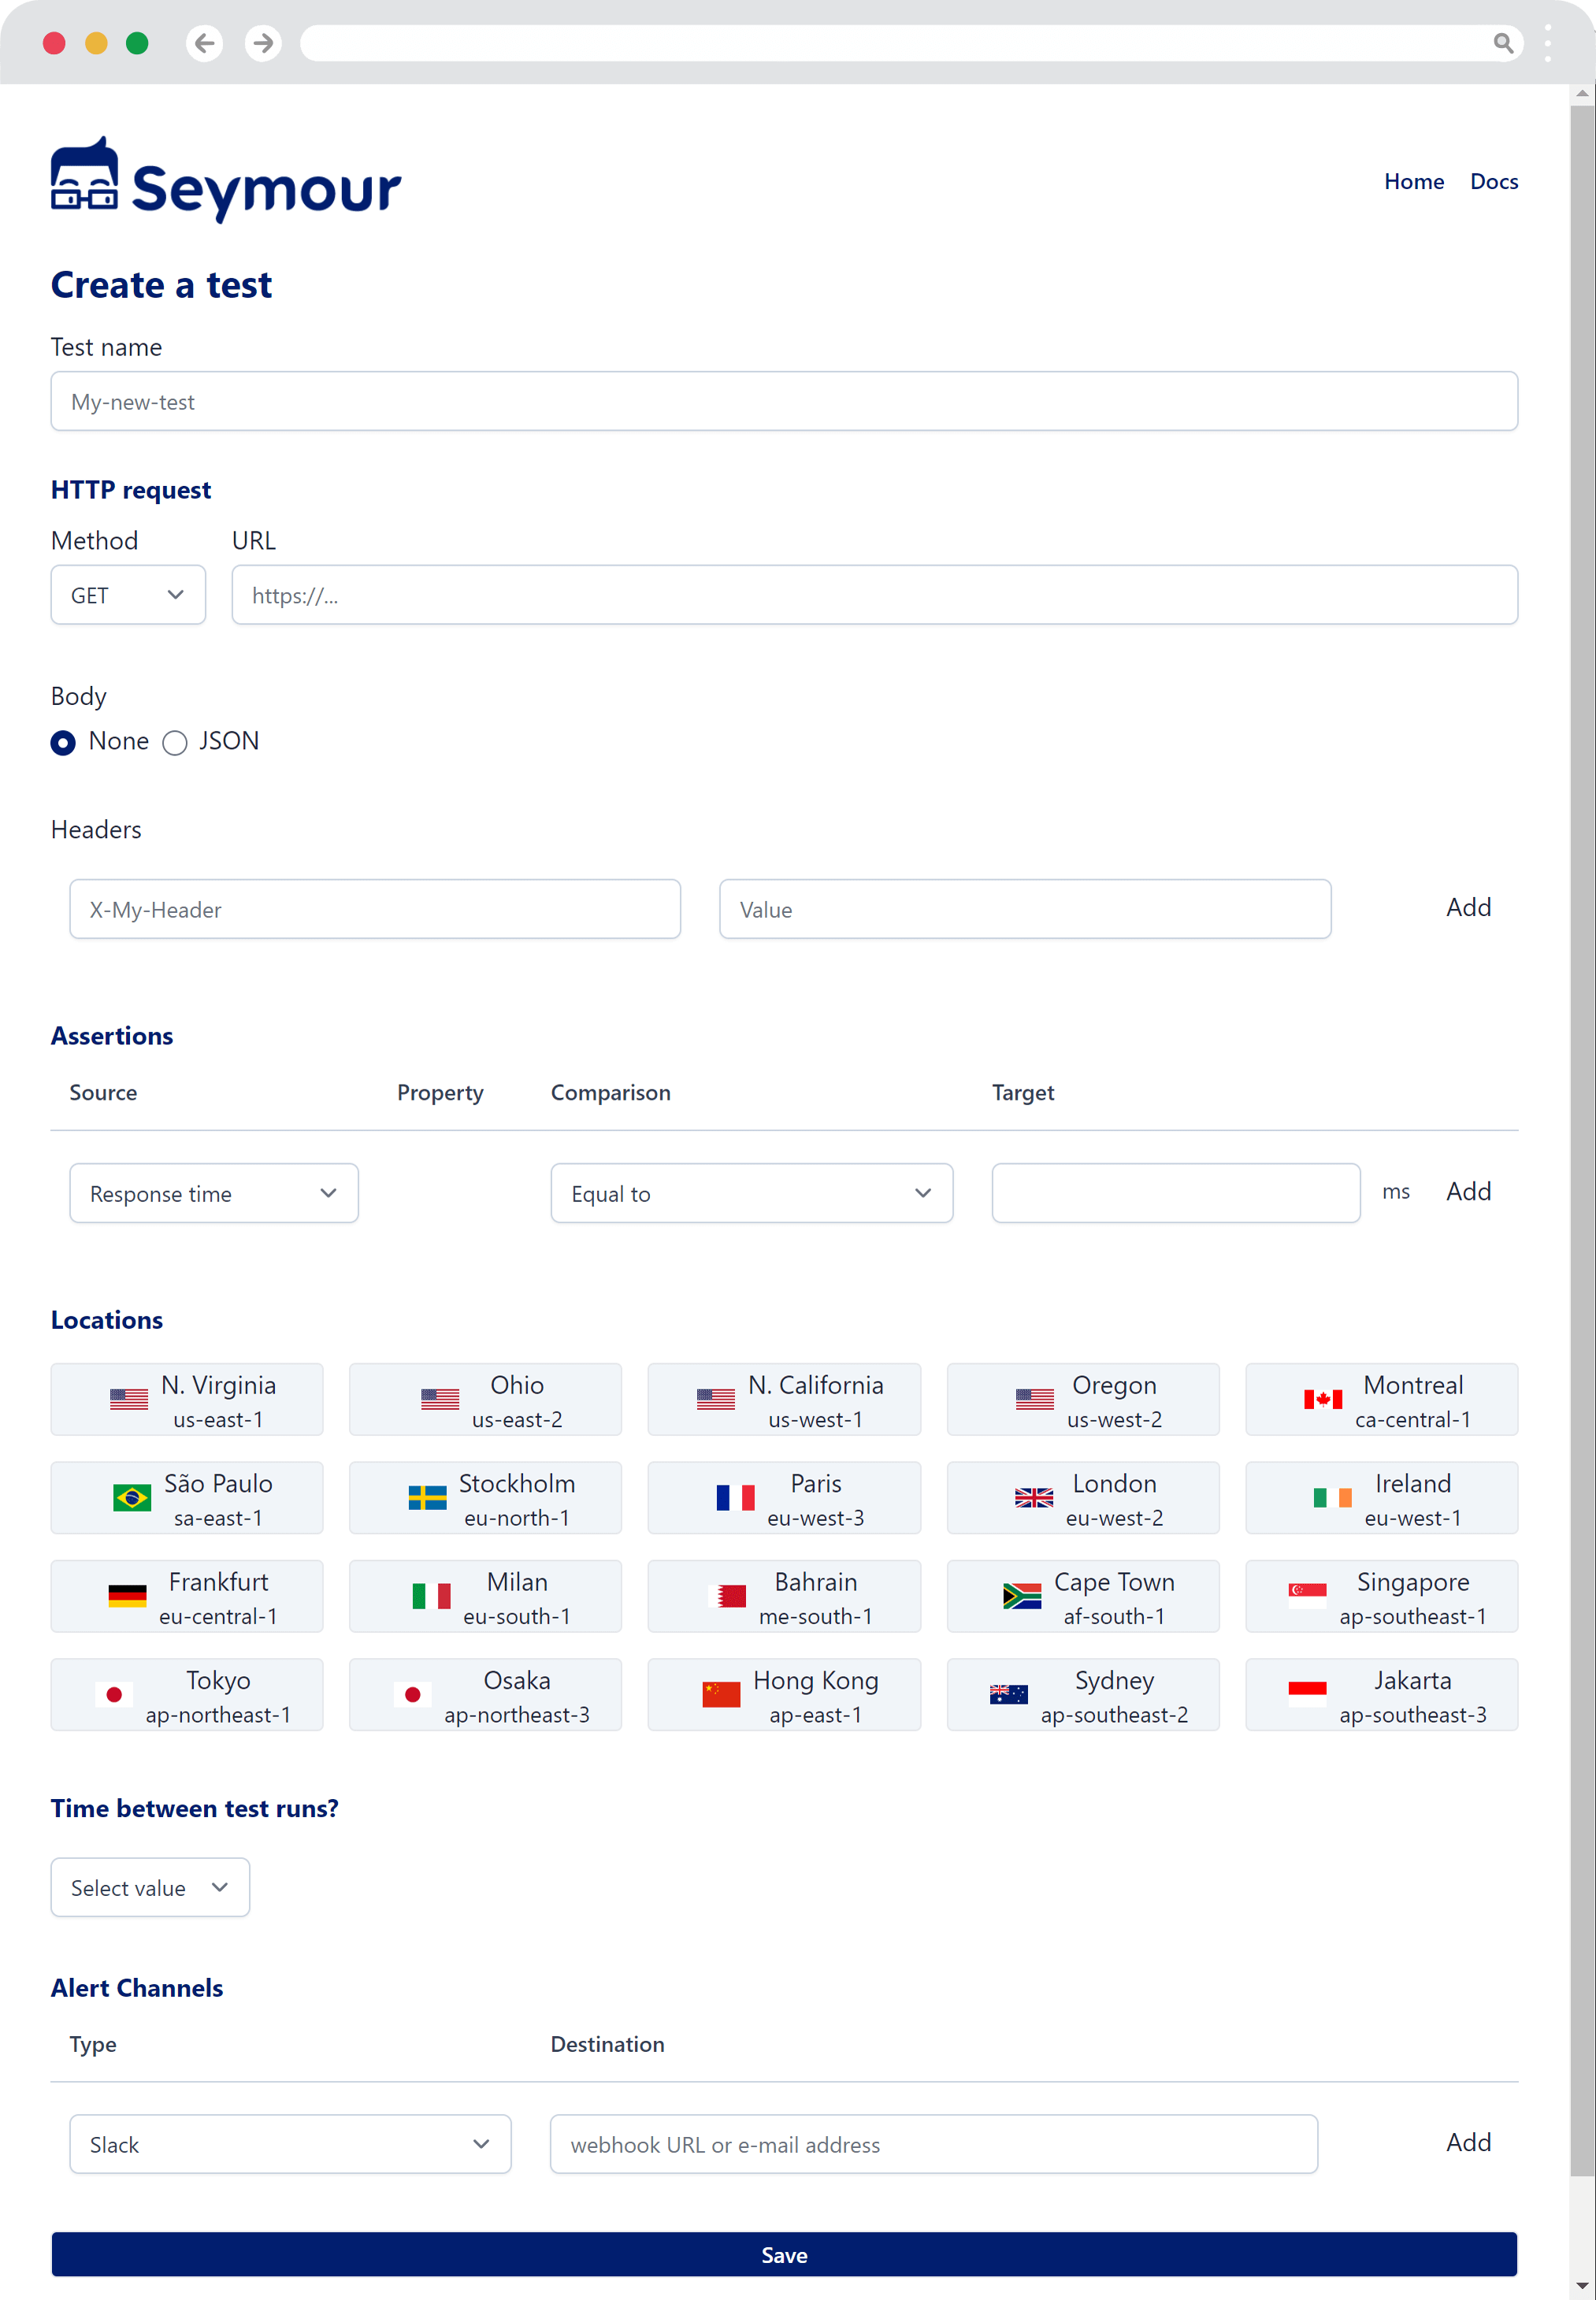 Seymour
Home Docs
Create a test
Test name
My-new-test
HTTP request
Method URL
GET https://...
Body
None JSON
Headers
X-My-Header Value Add
Assertions
Source Property Comparison Target
Response time Equal to ms Add
Locations
N. Virginia Ohio N. California Oregon Montreal
us-east-1 us-east-2 us-west-1 us-west-2 ca-central-1
São Paulo Stockholm Paris London Ireland
sa-east-1 eu-north-1 eu-west-3 eu-west-2 eu-west-1
Frankfurt Milan Bahrain Cape Town Singapore
eu-central-1 eu-south-1 me-south-1 af-south-1 ap-southeast-1
Tokyo Osaka Hong Kong Sydney Jakarta
ap-northeast-1 ap-northeast-3 ap-east-1 ap-southeast-2 ap-southeast-3
Time between test runs?
Select value
Alert Channels
Type Destination
Slack webhook URL or e-mail address Add
Save